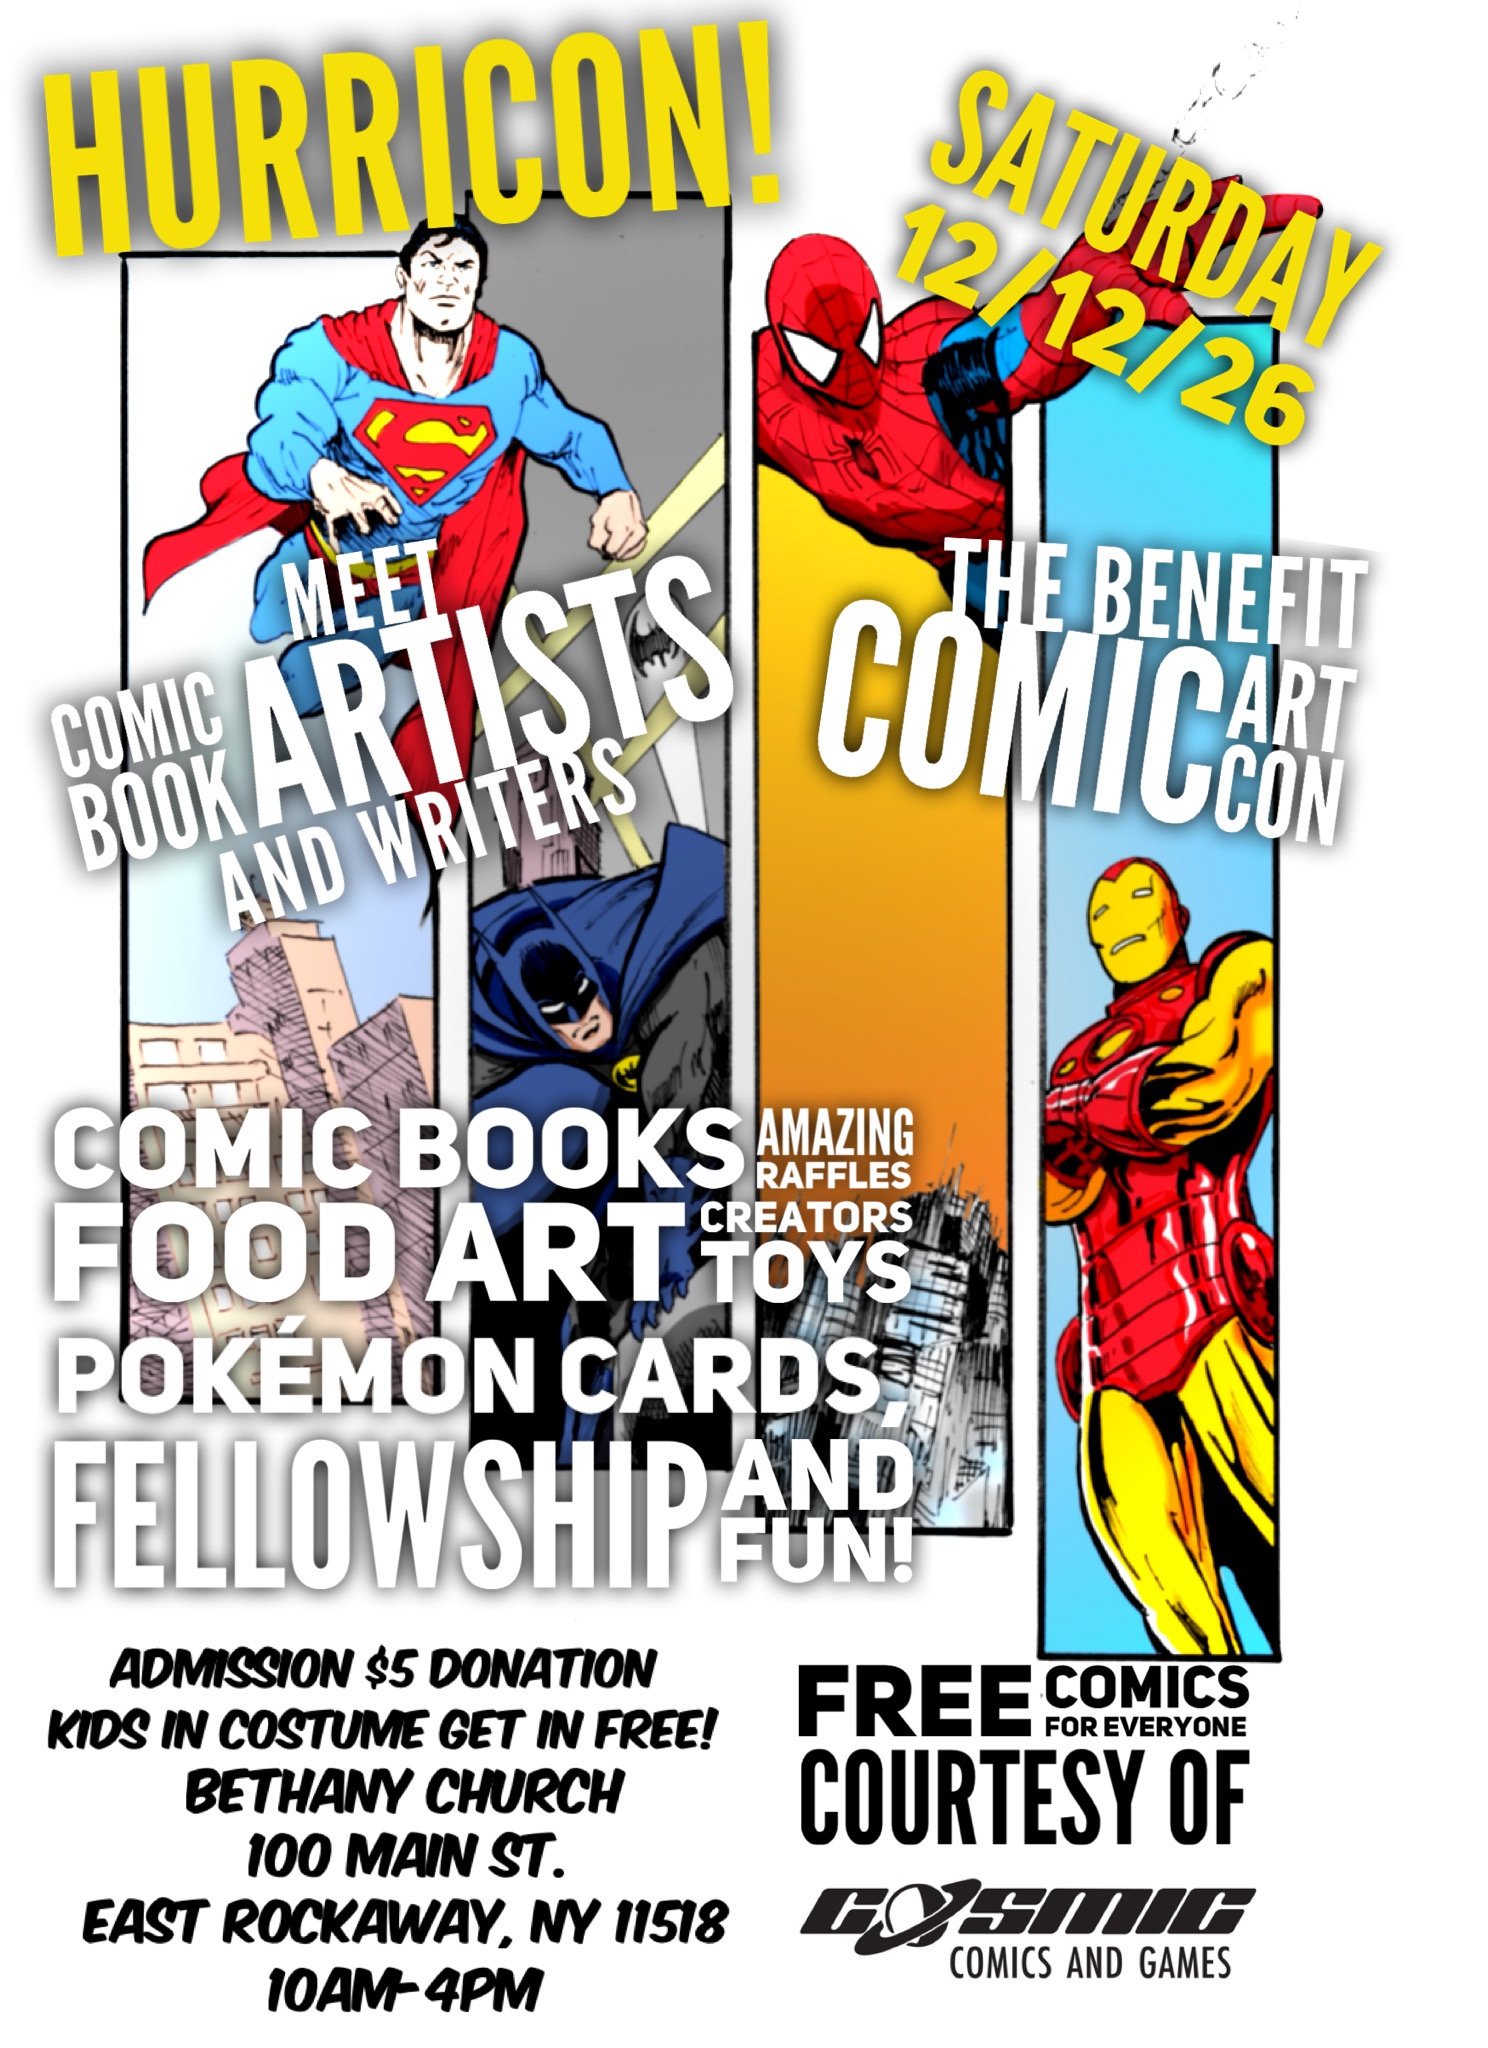 HURRICON!
SATURDAY
12/12/26
MEET
COMIC
BOOK
ARTISTS
AND WRITERS
THE BENEFIT
COMIC
ART
CON
COMIC BOOKS
AMAZING
RAFFLES
FOOD ART
CREATORS
TOYS
POKÉMON CARDS,
FELLOWSHIP
AND
FUN!
ADMISSION $5 DONATION
KIDS IN COSTUME GET IN FREE!
BETHANY CHURCH
100 MAIN ST.
EAST ROCKAWAY, NY 11518
10AM-4PM
FREE
COMICS
FOR EVERYONE
COURTESY OF
COSMIC
COMICS AND GAMES